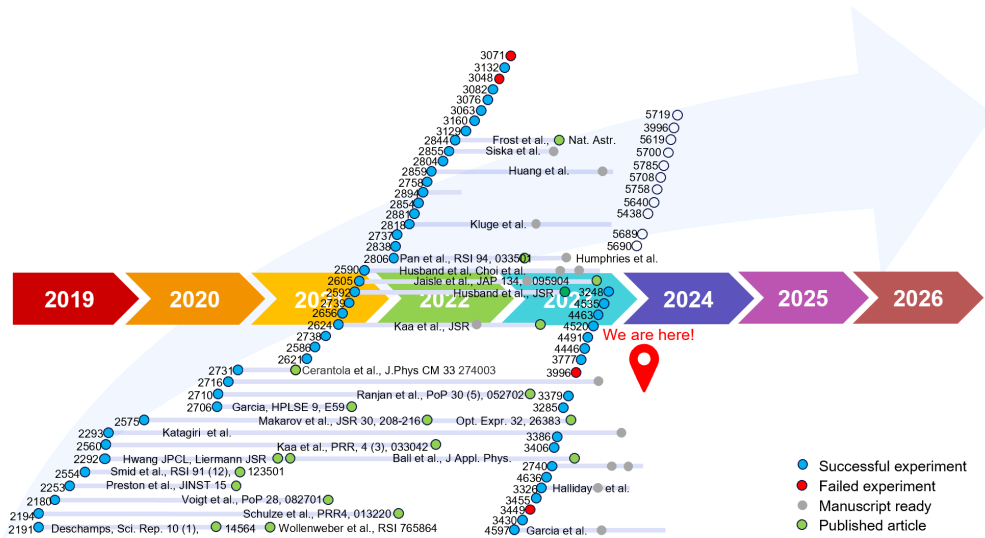 3071
3132
3048
3082
3076
3063
3160
3129
2844 Frost et al., Nat. Astr.
2855 Siska et al.
2804
2859 Huang et al.
2758
2894
2854
2881
2818 Kluge et al.
2737
2838
2806 Pan et al., RSI 94, 033501 Humphries et al.
5719
3996
5619
5700
5785
5708
5758
5640
5438
5689
5690
2590 Husband et al, Choi et al.
2605 Jaisle et al., JAP 134, 095904
2592 Husband et al., JSR 3248
2019 2020 2022 2024 2025 2026
2739 4535
2656 4463
2624 Kaa et al., JSR 4520
2738 4491
2586 4446
2621 3777
We are here!
2731 Cerantola et al., J.Phys CM 33 274003 3996
2716
2710 Ranjan et al., PoP 30 (5), 052702 3379
2706 Garcia, HPLSE 9, E59 3285
2575 Makarov et al., JSR 30, 208-216 Opt. Expr. 32, 26383
2293 Katagiri et al. 3386
2560 Kaa et al., PRR, 4 (3), 033042 3406
2292 Hwang JPCL, Liermann JSR Ball et al., J Appl. Phys.
2740
2554 Smid et al., RSI 91 (12), 123501
4636
2253 Preston et al., JINST 15
3326 Halliday et al.
2180 Voigt et al., PoP 28, 082701
3455
3449
2194 Schulze et al., PRR4, 013220
3430
2191 Deschamps, Sci. Rep. 10 (1), 14564 Wollenweber et al., RSI 765864
4597 Garcia et al.
Successful experiment
Failed experiment
Manuscript ready
Published article